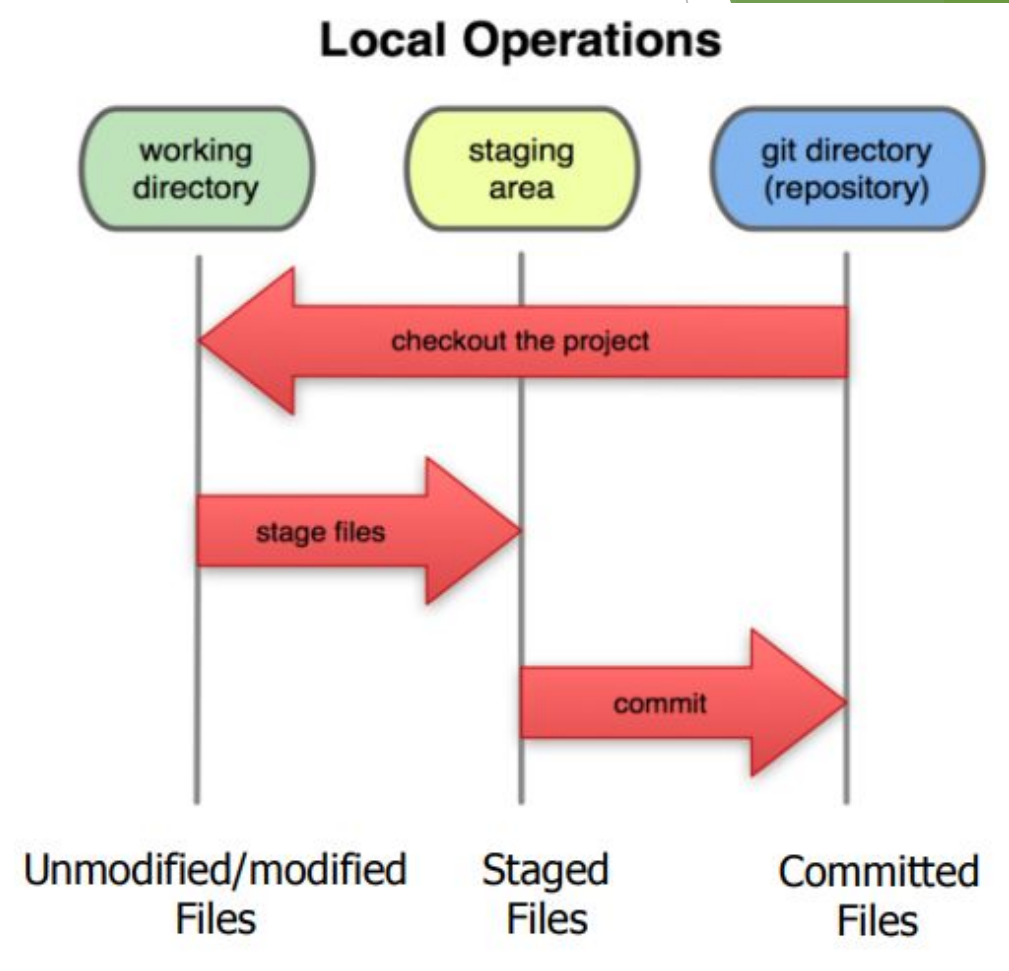 Local Operations
working
directory
staging
area
git directory
(repository)
checkout the project
stage files
commit
Unmodified/modified
Files
Staged
Files
Committed
Files